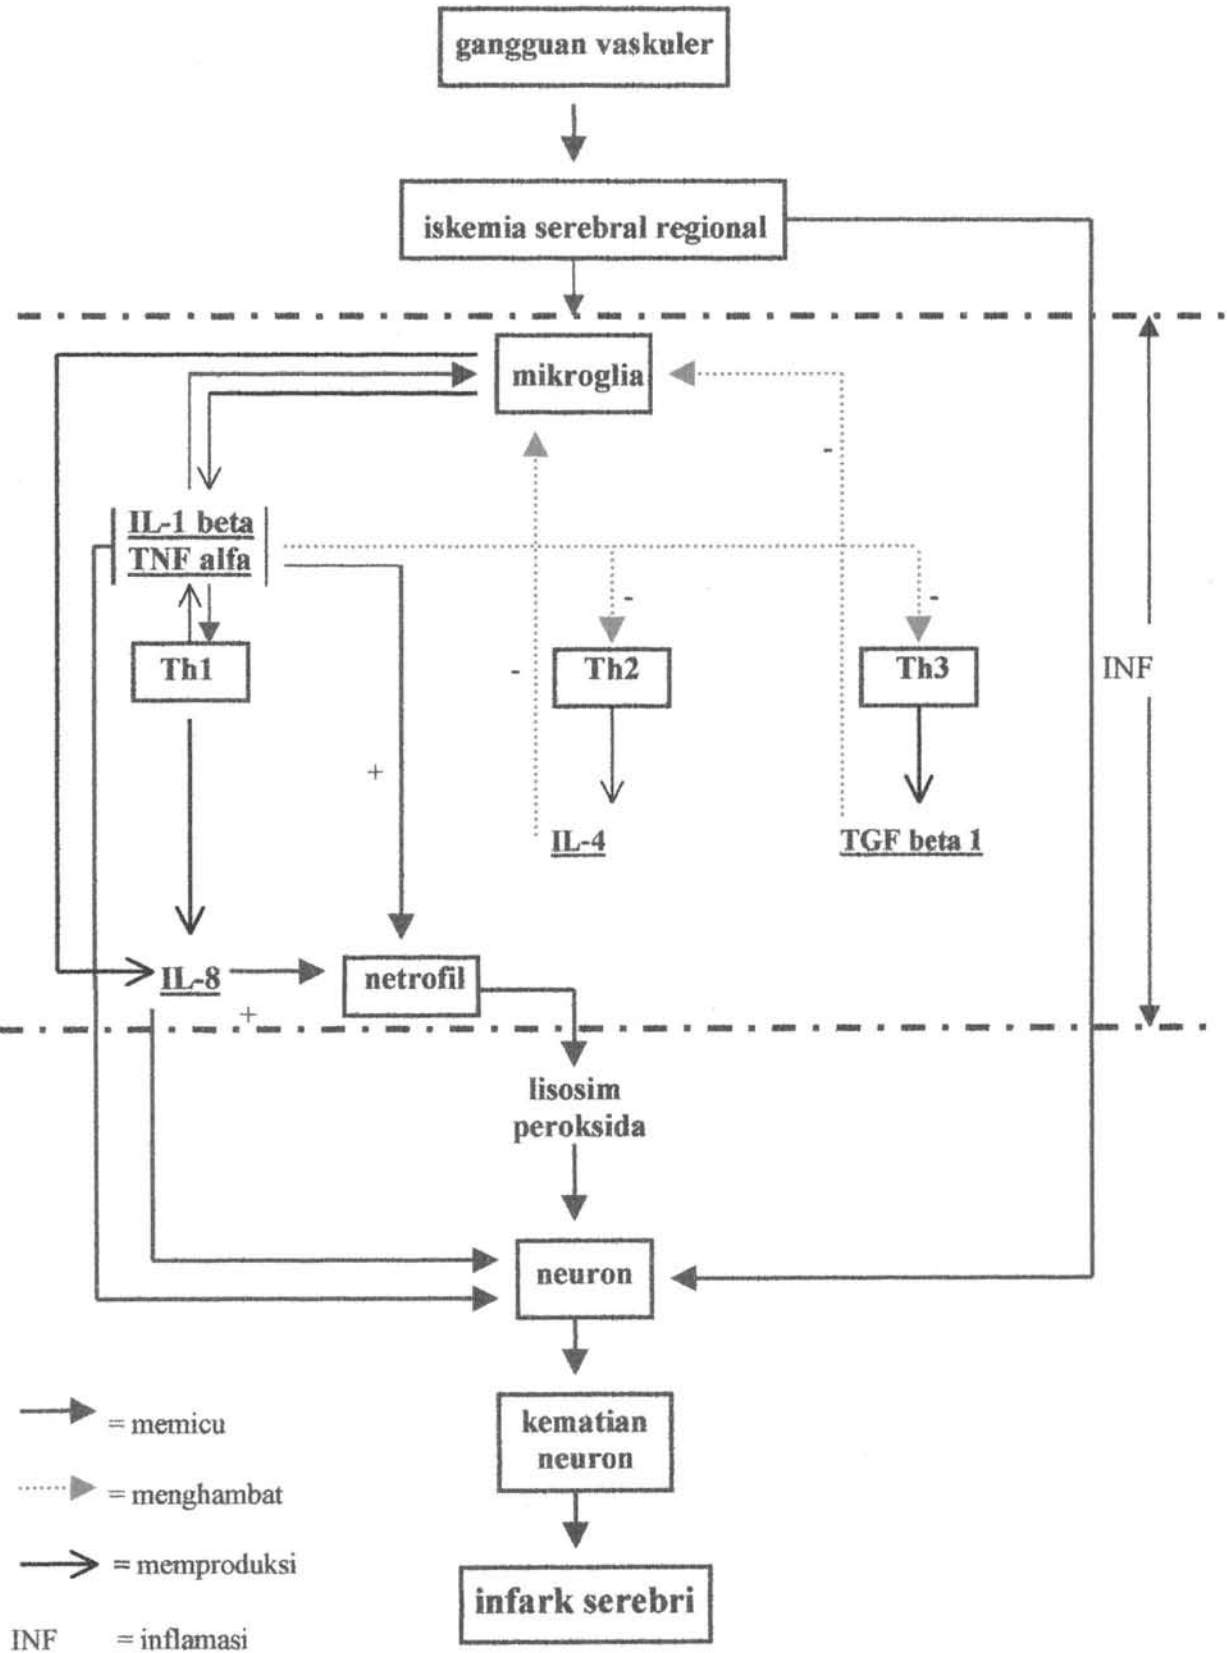 gangguan vaskuler
iskemia serebral regional
mikroglia
-
IL-1 beta
TNF alfa
-
-
Th1
-
Th2
Th3
INF
+
IL-4
TGF beta 1
IL-8
netrofil
+
lisosim
peroksida
neuron
kematian
neuron
infark serebri
= memicu
= menghambat
= memproduksi
INF = inflamasi